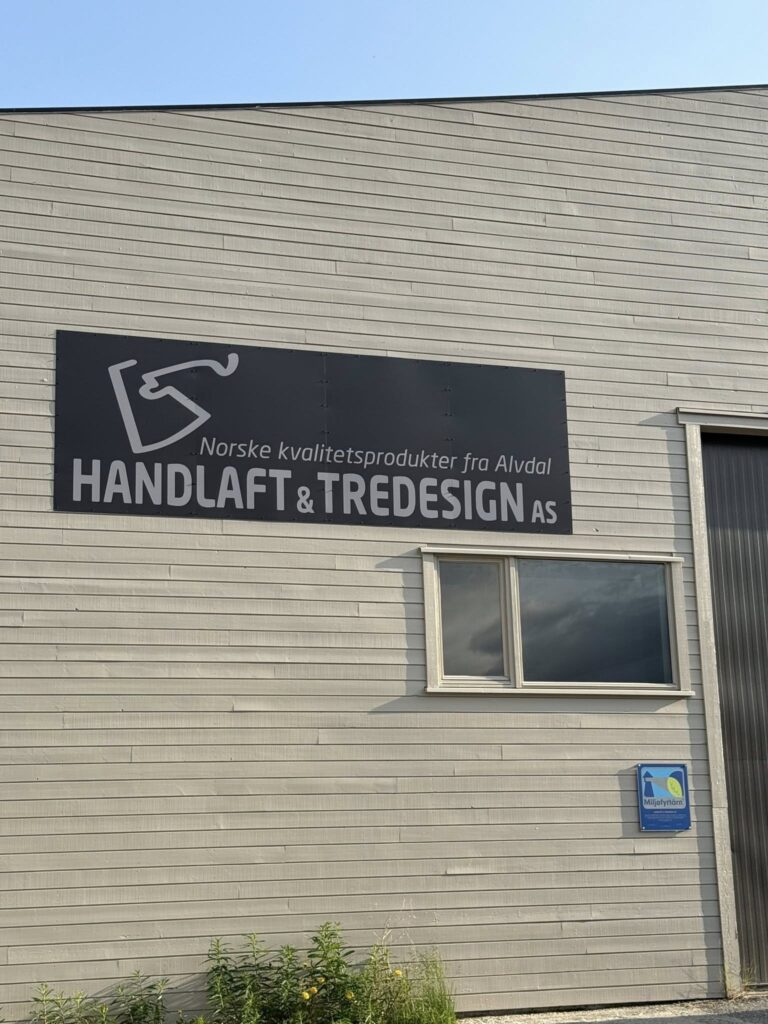 Norske kvalitetsprodukter fra Alvdal
HANDLAFT & TREDESIGN AS
Miljøfyrtårn